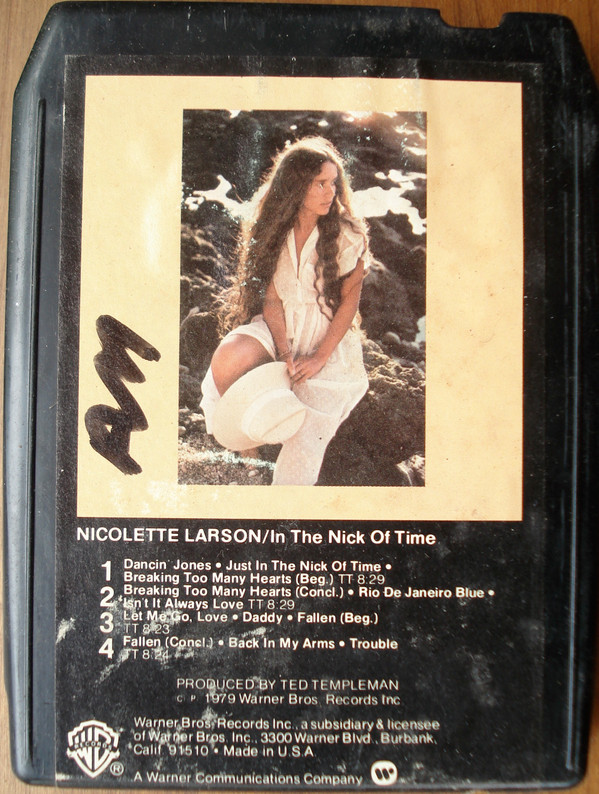 AM
NICOLETTE LARSON/In The Nick Of Time
1 Dancin' Jones • Just In The Nick Of Time •
Breaking Too Many Hearts (Beg.) TT 8:29
2 Breaking Too Many Hearts (Concl.) • Rio De Janeiro Blue •
Isn't It Always Love TT 8:29
3 Let Me Go, Love • Daddy • Fallen (Beg.)
TT 8:23
4 Fallen (Concl.) • Back In My Arms • Trouble
TT 8:24
PRODUCED BY TED TEMPLEMAN
C P 1979 Warner Bros. Records Inc.
Warner Bros. Records Inc., a subsidiary & licensee
of Warner Bros. Inc., 3300 Warner Blvd., Burbank,
Calif. 91510 • Made in U.S.A.
RECORDS
®
A Warner Communications Company